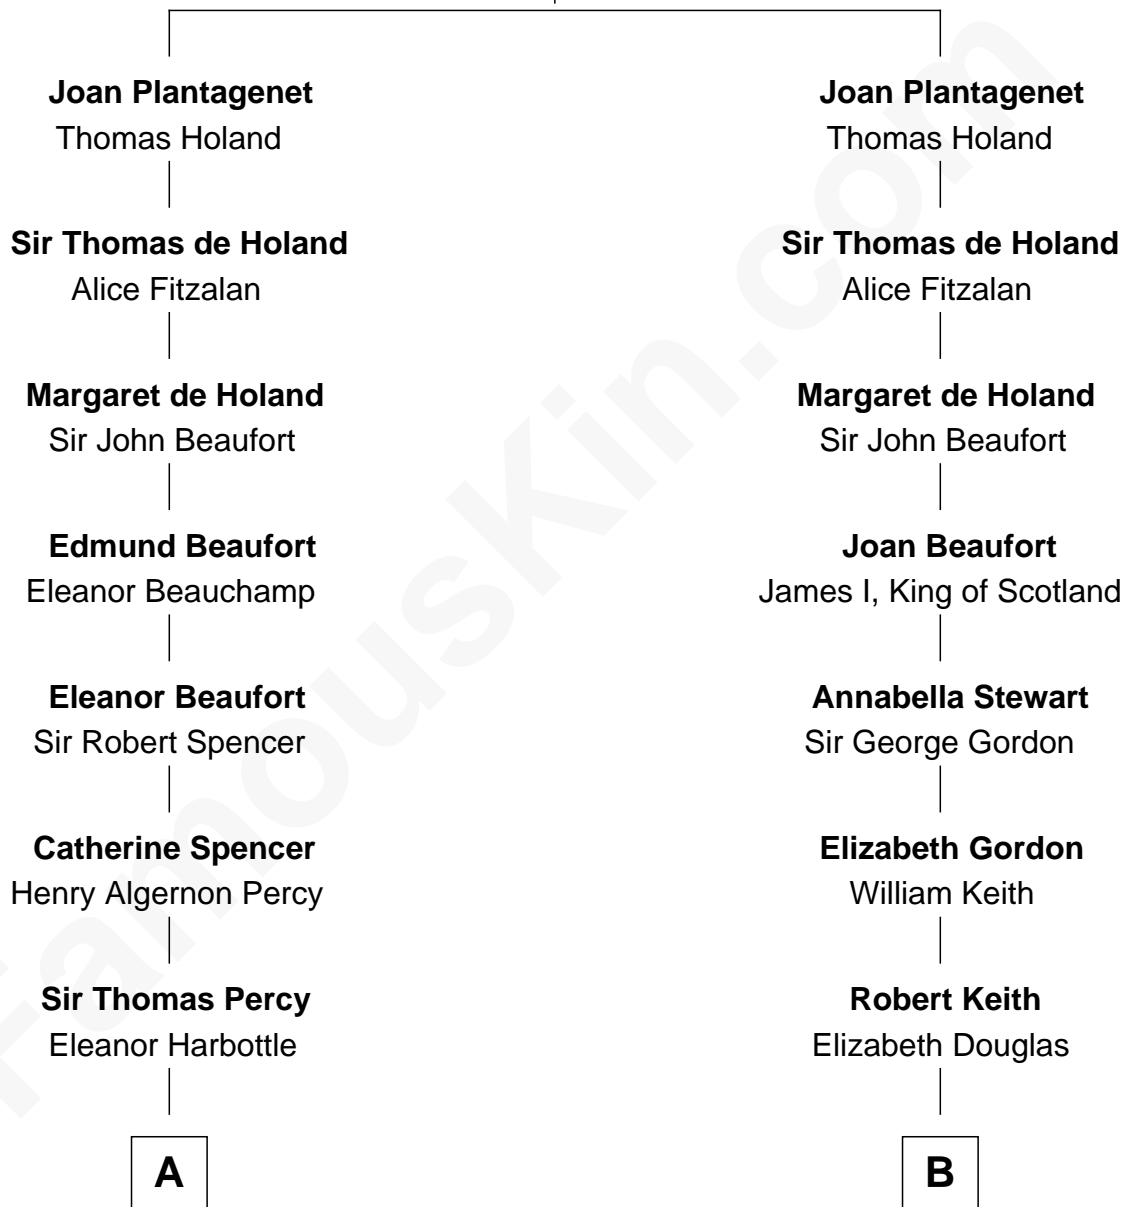 Joan Plantagenet
Thomas Holand
Sir Thomas de Holand
Alice Fitzalan
Margaret de Holand
Sir John Beaufort
Edmund Beaufort
Eleanor Beauchamp
Eleanor Beaufort
Sir Robert Spencer
Catherine Spencer
Henry Algernon Percy
Sir Thomas Percy
Eleanor Harbottle
A
Joan Plantagenet
Thomas Holand
Sir Thomas de Holand
Alice Fitzalan
Margaret de Holand
Sir John Beaufort
Joan Beaufort
James I, King of Scotland
Annabella Stewart
Sir George Gordon
Elizabeth Gordon
William Keith
Robert Keith
Elizabeth Douglas
B
FamousKin.com